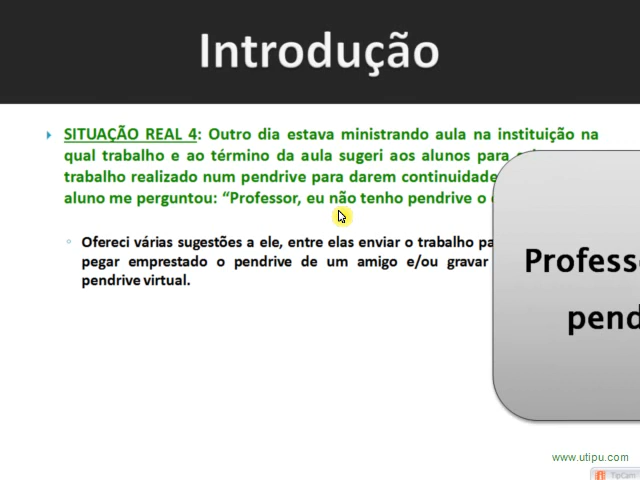 Introdução
SITUAÇÃO REAL 4: Outro dia estava ministrando aula na instituição na
qual trabalho e ao término da aula sugeri aos alunos para
trabalho realizado num pendrive para darem continuidade
aluno me perguntou: “Professor, eu não tenho pendrive o
Ofereci várias sugestões a ele, entre elas enviar o trabalho
pegar emprestado o pendrive de um amigo e/ou gravar
pendrive virtual.
www.utipu.com
TipCam